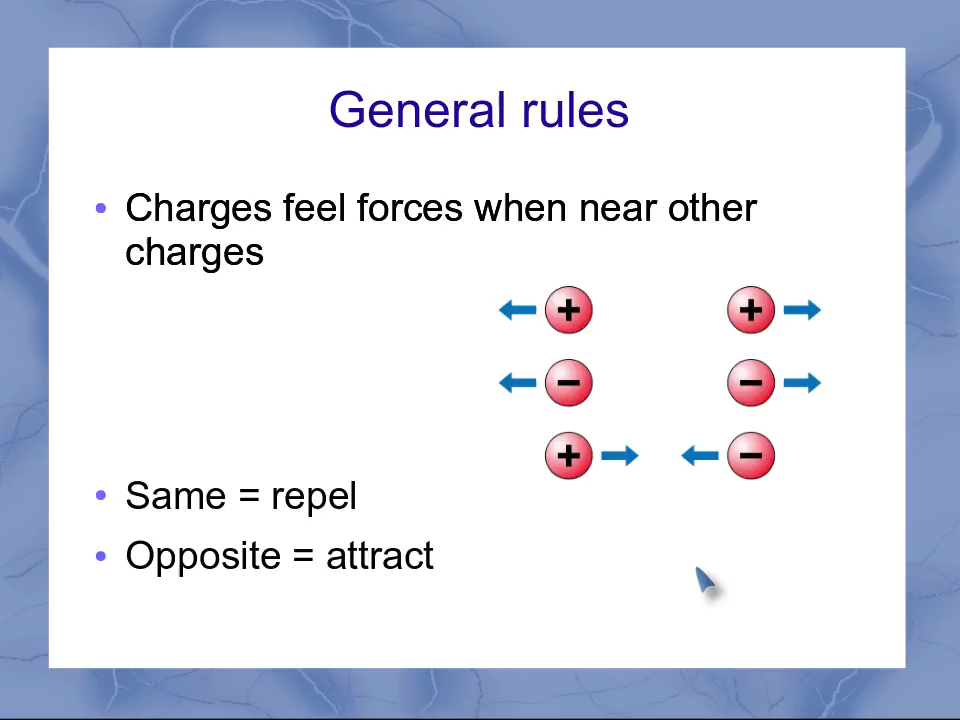 General rules
• Charges feel forces when near other
charges
+ +
− −
+ −
• Same = repel
• Opposite = attract